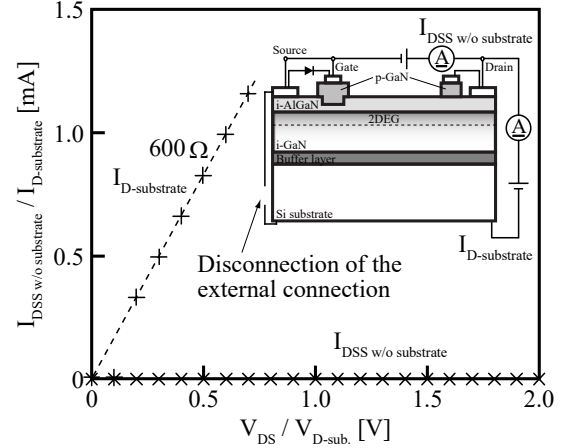 I_DSS w/o substrate / I_D-substrate [mA]
1.0
0.5
0
0
0.5
1.0
1.5
2.0
V_DS / V_D-sub. [V]
600 Ω
I_D-substrate
I_DSS w/o substrate
Source
Gate
p-GaN
A
Drain
i-AlGaN
2DEG
A
i-GaN
Buffer layer
Si substrate
I_D-substrate
Disconnection of the
external connection
I_DSS w/o substrate